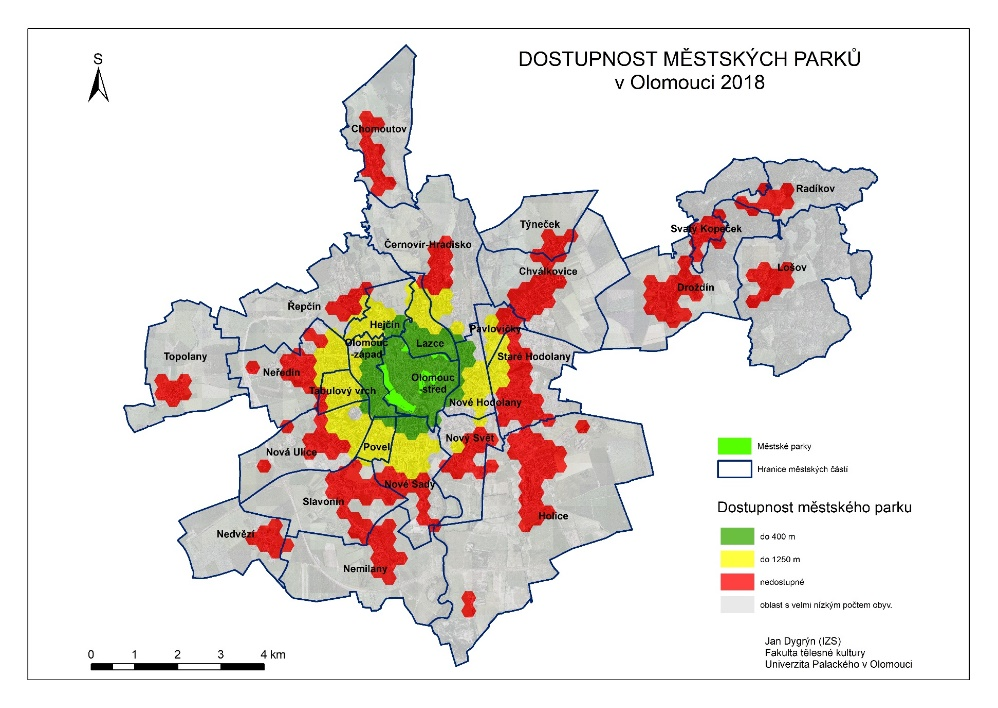 DOSTUPNOST MĚSTSKÝCH PARKŮ
v Olomouci 2018
S
Chomoutov
Radíkov
Týneček
Svatý Kopeček
Černovír-Hradisko
Chválkovice
Lošov
Droždín
Řepčín
Hejčín
Pavlovičky
Lazce
Olomouc
-západ
Topolany
Staré Hodolany
Neředín
Olomouc
-střed
Tabulový vrch
Nové Hodolany
Nový Svět
Povel
Nová Ulice
Nové Sady
Slavonín
Holice
Nedvězí
Nemilany
Městské parky
Hranice městských částí
Dostupnost městského parku
do 400 m
do 1250 m
nedostupné
oblast s velmi nízkým počtem obyv.
Jan Dygrýn (IZS)
Fakulta tělesné kultury
Univerzita Palackého v Olomouci
0 1 2 3 4 km